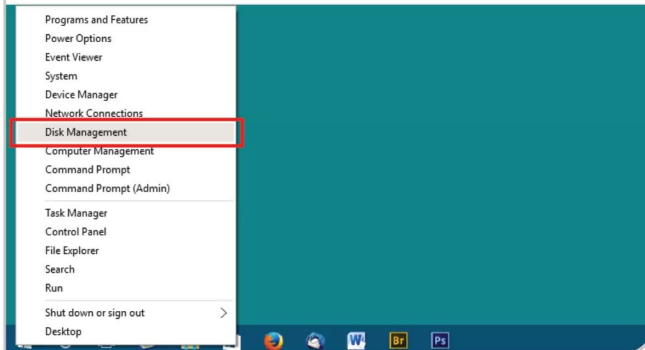 Programs and Features
Power Options
Event Viewer
System
Device Manager
Network Connections
Disk Management
Computer Management
Command Prompt
Command Prompt (Admin)
Task Manager
Control Panel
File Explorer
Search
Run
Shut down or sign out
Desktop
W Br Ps